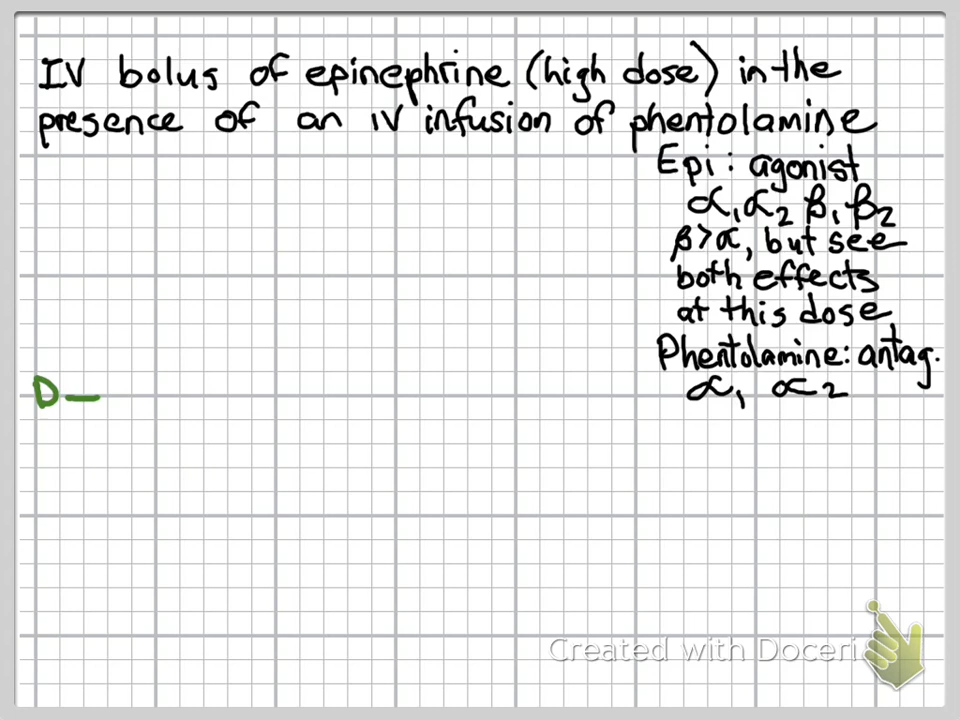 IV bolus of epinephrine (high dose) in the
presence of an IV infusion of phentolamine
Epi: agonist
α₁ α₂ β₁ β₂
β>α, but see
both effects
at this dose
Phentolamine: antag.
α₁ α₂
D_
Created with Doceri